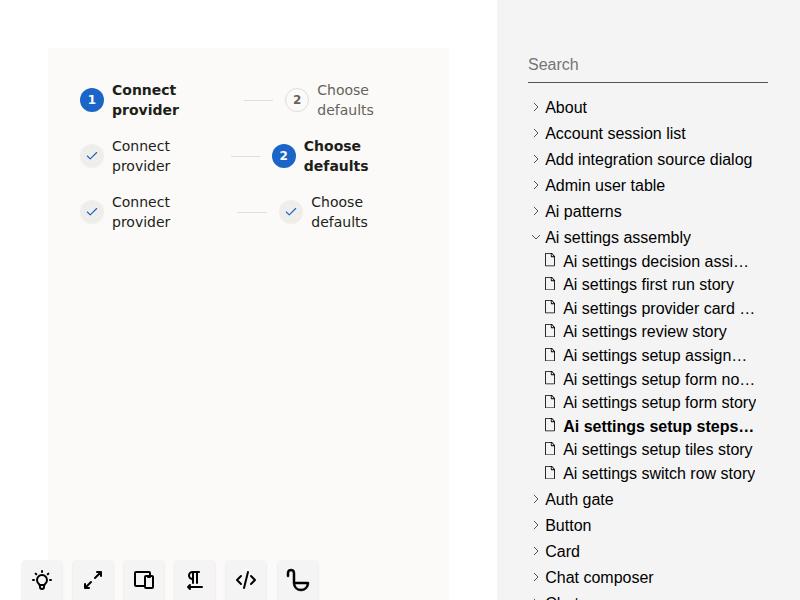 1 Connect provider 2 Choose defaults
Connect provider 2 Choose defaults
Connect provider Choose defaults
Search
About
Account session list
Add integration source dialog
Admin user table
Ai patterns
Ai settings assembly
Ai settings decision assi…
Ai settings first run story
Ai settings provider card …
Ai settings review story
Ai settings setup assign…
Ai settings setup form no…
Ai settings setup form story
Ai settings setup steps…
Ai settings setup tiles story
Ai settings switch row story
Auth gate
Button
Card
Chat composer